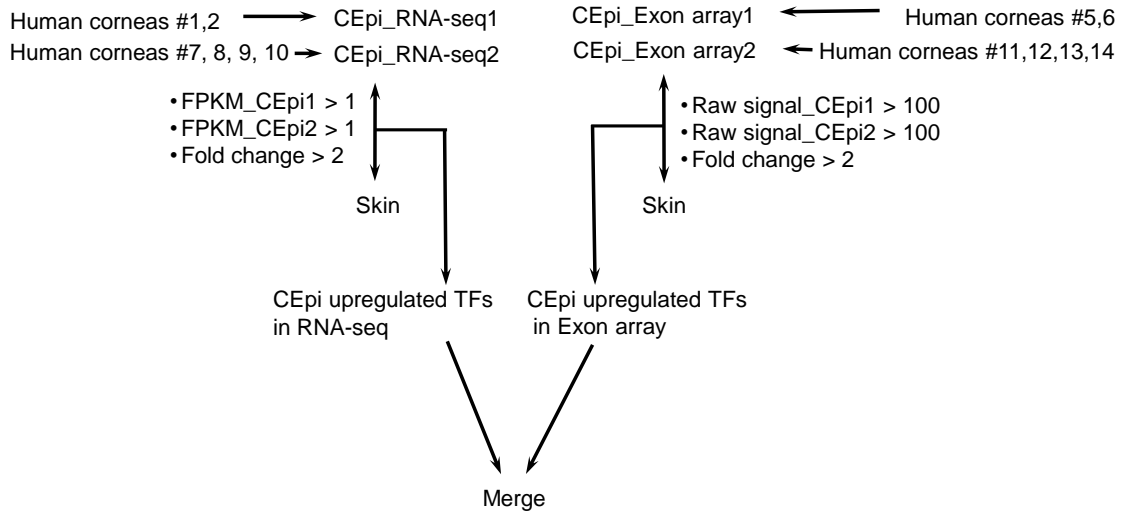 Human corneas #1,2
CEpi_RNA-seq1
CEpi_Exon array1
Human corneas #5,6
Human corneas #7, 8, 9, 10
CEpi_RNA-seq2
CEpi_Exon array2
Human corneas #11,12,13,14
•FPKM_CEpi1 > 1
•FPKM_CEpi2 > 1
•Fold change > 2
•Raw signal_CEpi1 > 100
•Raw signal_CEpi2 > 100
•Fold change > 2
Skin
Skin
CEpi upregulated TFs
in RNA-seq
CEpi upregulated TFs
in Exon array
Merge